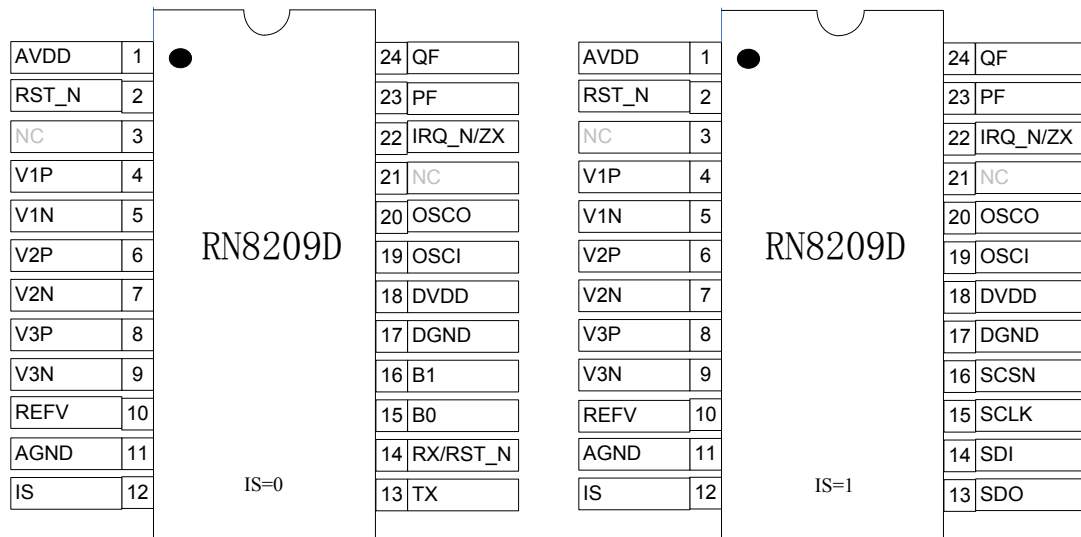 AVDD 1
RST_N 2
NC 3
V1P 4
V1N 5
V2P 6
V2N 7
V3P 8
V3N 9
REFV 10
AGND 11
IS 12
RN8209D
IS=0
24 QF
23 PF
22 IRQ_N/ZX
21 NC
20 OSCO
19 OSCI
18 DVDD
17 DGND
16 B1
15 B0
14 RX/RST_N
13 TX
AVDD 1
RST_N 2
NC 3
V1P 4
V1N 5
V2P 6
V2N 7
V3P 8
V3N 9
REFV 10
AGND 11
IS 12
RN8209D
IS=1
24 QF
23 PF
22 IRQ_N/ZX
21 NC
20 OSCO
19 OSCI
18 DVDD
17 DGND
16 SCSN
15 SCLK
14 SDI
13 SDO